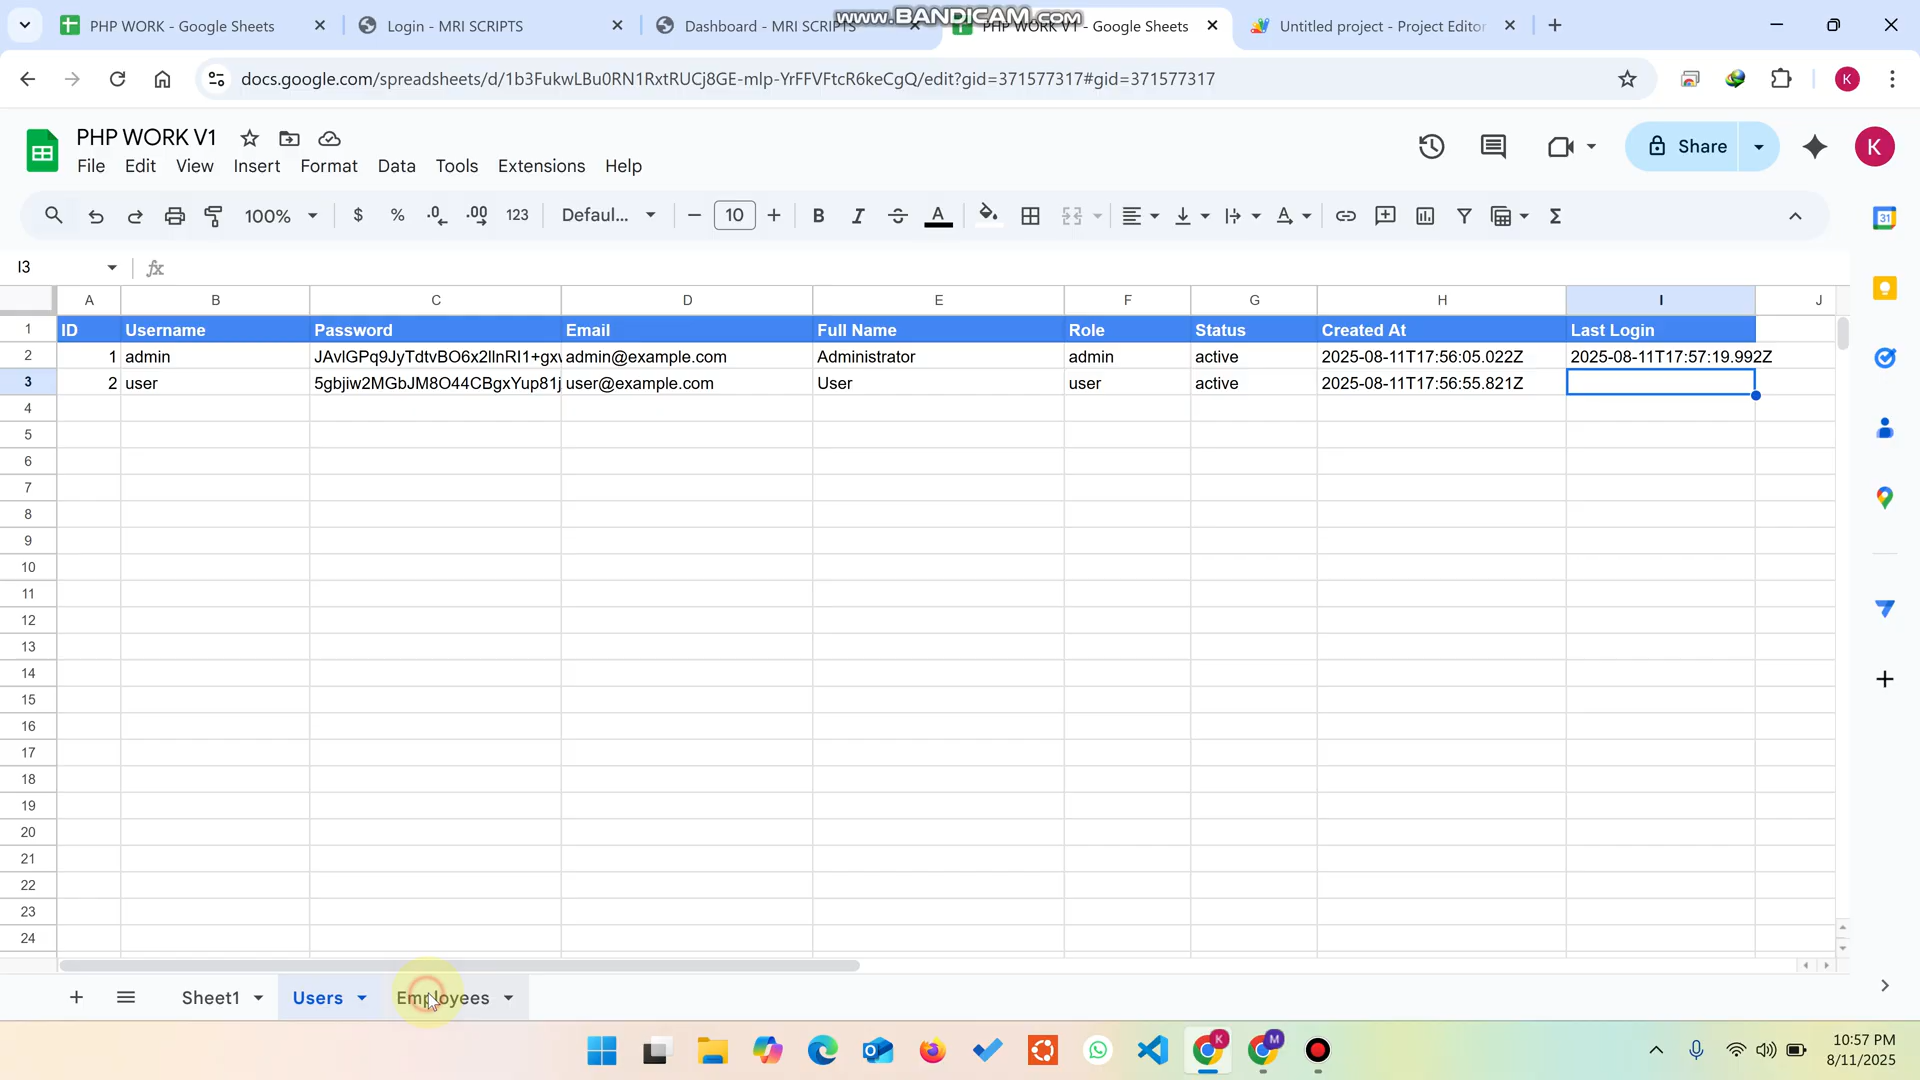 www.BANDICAM.com
PHP WORK - Google Sheets
Login - MRI SCRIPTS
Dashboard - MRI SCRIPTS
PHP WORK V1 - Google Sheets
Untitled project - Project Editor
docs.google.com/spreadsheets/d/1b3FukwLBu0RN1RxtRUCj8GE-mlp-YrFFVFtcR6keCgQ/edit?gid=371577317#gid=371577317
K
PHP WORK V1
File Edit View Insert Format Data Tools Extensions Help
Share
K
100% $ % .0 .00 123 Defaul... 10 B I A
31
I3 fx
A B C D E F G H I J
1 ID Username Password Email Full Name Role Status Created At Last Login
2 1 admin JAvlGPq9JyTdtvBO6x2llnRI1+gxv admin@example.com Administrator admin active 2025-08-11T17:56:05.022Z 2025-08-11T17:57:19.992Z
3 2 user 5gbjiw2MGbJM8O44CBgxYup81j user@example.com User user active 2025-08-11T17:56:55.821Z
4
5
6
7
8
9
10
11
12
13
14
15
16
17
18
19
20
21
22
23
24
Sheet1 Users Employees
K M
10:57 PM
8/11/2025